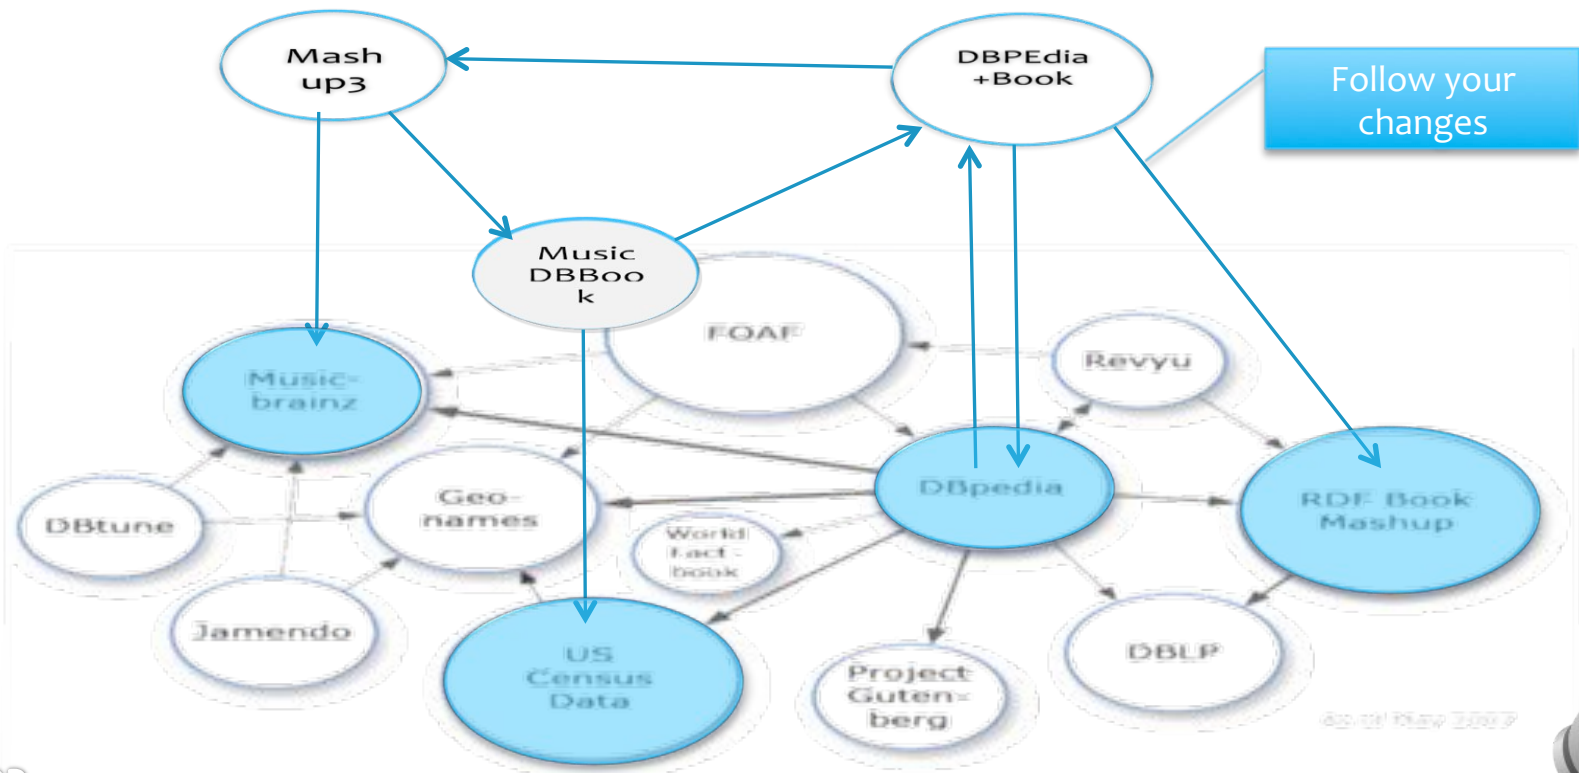 Mash
up3
DBPEdia
+Book
Follow your
changes
Music
DBBoo
k
FOAF
Revyu
Music-
brainz
Geo-
names
DBpedia
RDF Book
Mashup
DBtune
World
Fact-
book
Jamendo
US
Census
Data
Project
Guten-
berg
DBLP